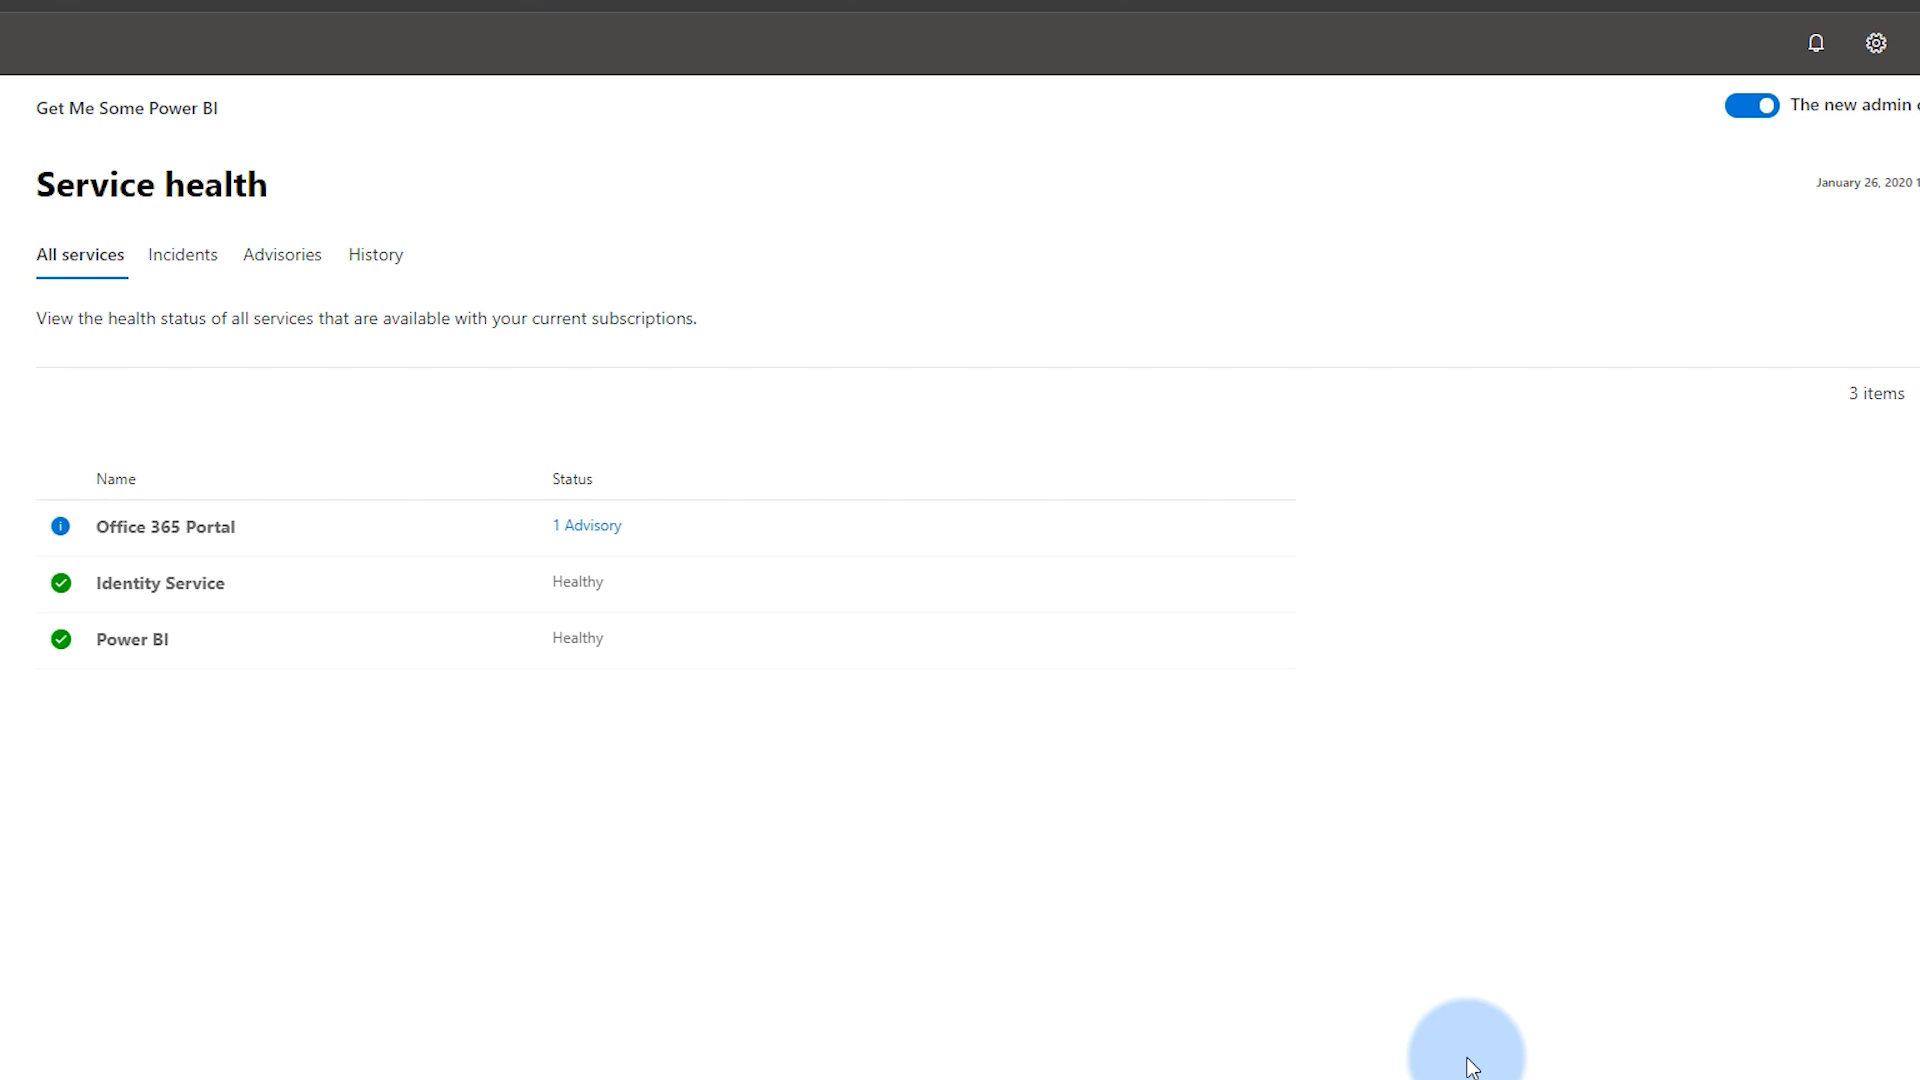 Get Me Some Power BI
The new admin
Service health
January 26, 2020
All services Incidents Advisories History
View the health status of all services that are available with your current subscriptions.
3 items
Name Status
Office 365 Portal 1 Advisory
Identity Service Healthy
Power BI Healthy